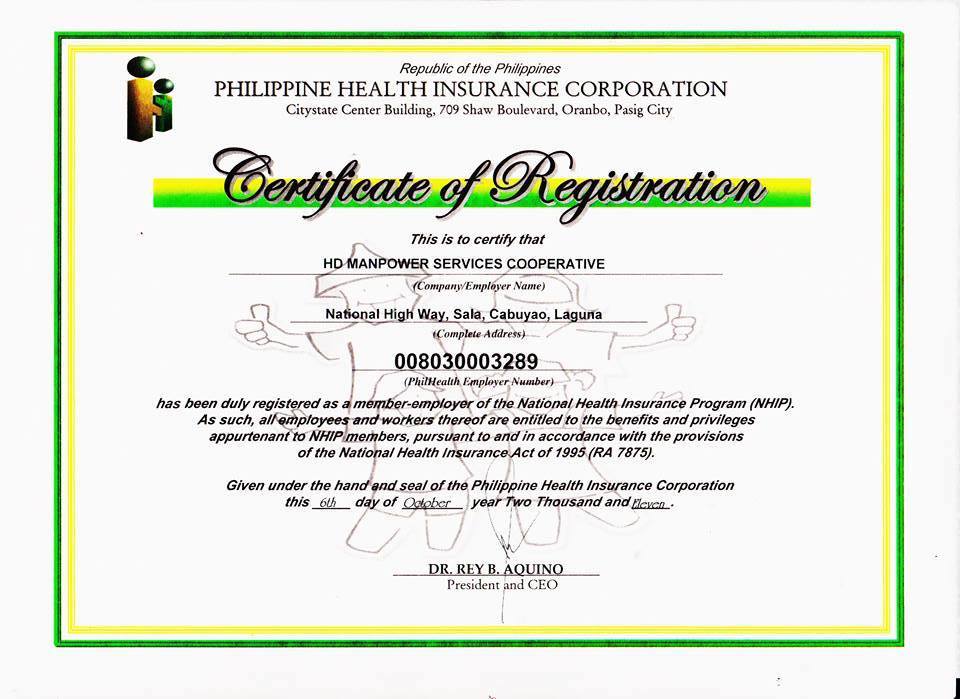 Republic of the Philippines
PHILIPPINE HEALTH INSURANCE CORPORATION
Citystate Center Building, 709 Shaw Boulevard, Oranbo, Pasig City
Certificate of Registration
This is to certify that
HD MANPOWER SERVICES COOPERATIVE
(Company/Employer Name)
National High Way, Sala, Cabuyao, Laguna
(Complete Address)
008030003289
(PhilHealth Employer Number)
has been duly registered as a member-employer of the National Health Insurance Program (NHIP).
As such, all employees and workers thereof are entitled to the benefits and privileges
appurtenant to NHIP members, pursuant to and in accordance with the provisions
of the National Health Insurance Act of 1995 (RA 7875).
Given under the hand and seal of the Philippine Health Insurance Corporation
this 6th day of October year Two Thousand and Eleven.
DR. REY B. AQUINO
President and CEO